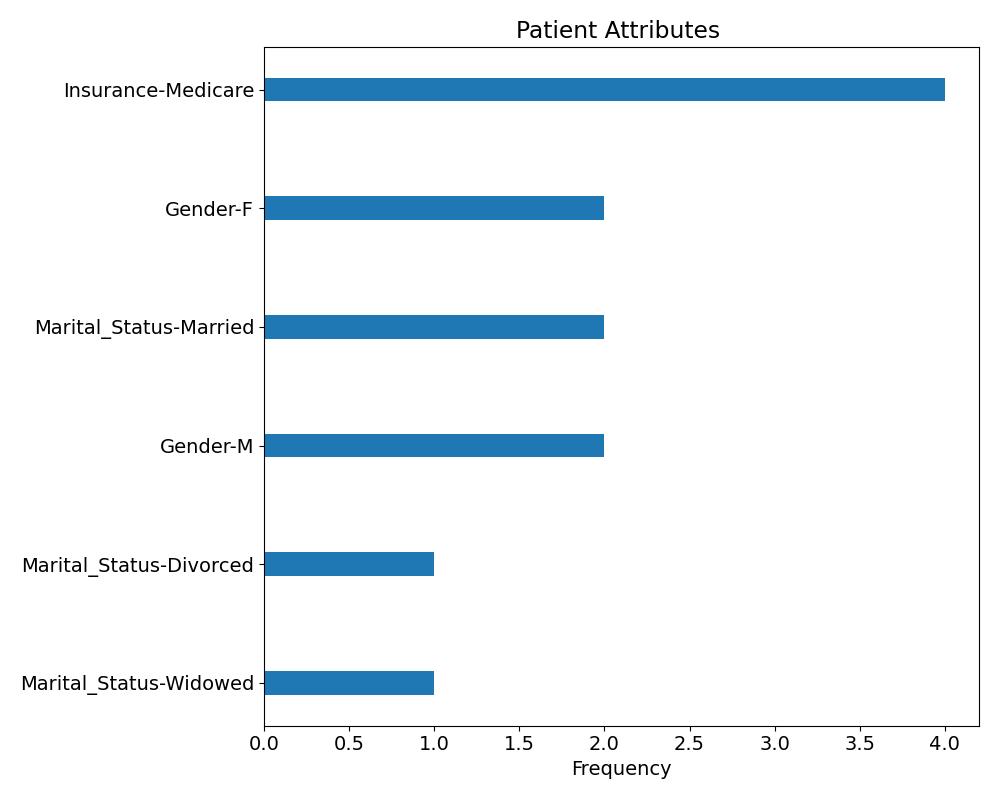 Patient Attributes
Insurance-Medicare
Gender-F
Marital_Status-Married
Gender-M
Marital_Status-Divorced
Marital_Status-Widowed
0.0 0.5 1.0 1.5 2.0 2.5 3.0 3.5 4.0
Frequency